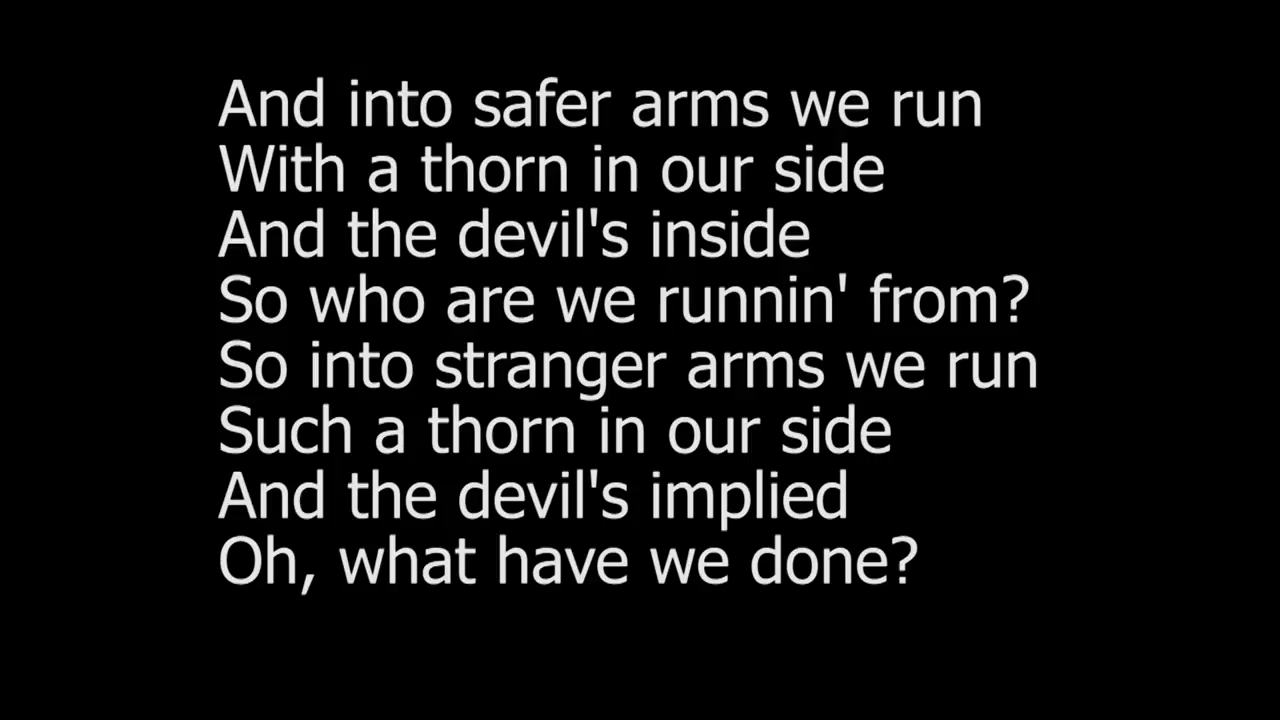 And into safer arms we run
With a thorn in our side
And the devil's inside
So who are we runnin' from?
So into stranger arms we run
Such a thorn in our side
And the devil's implied
Oh, what have we done?